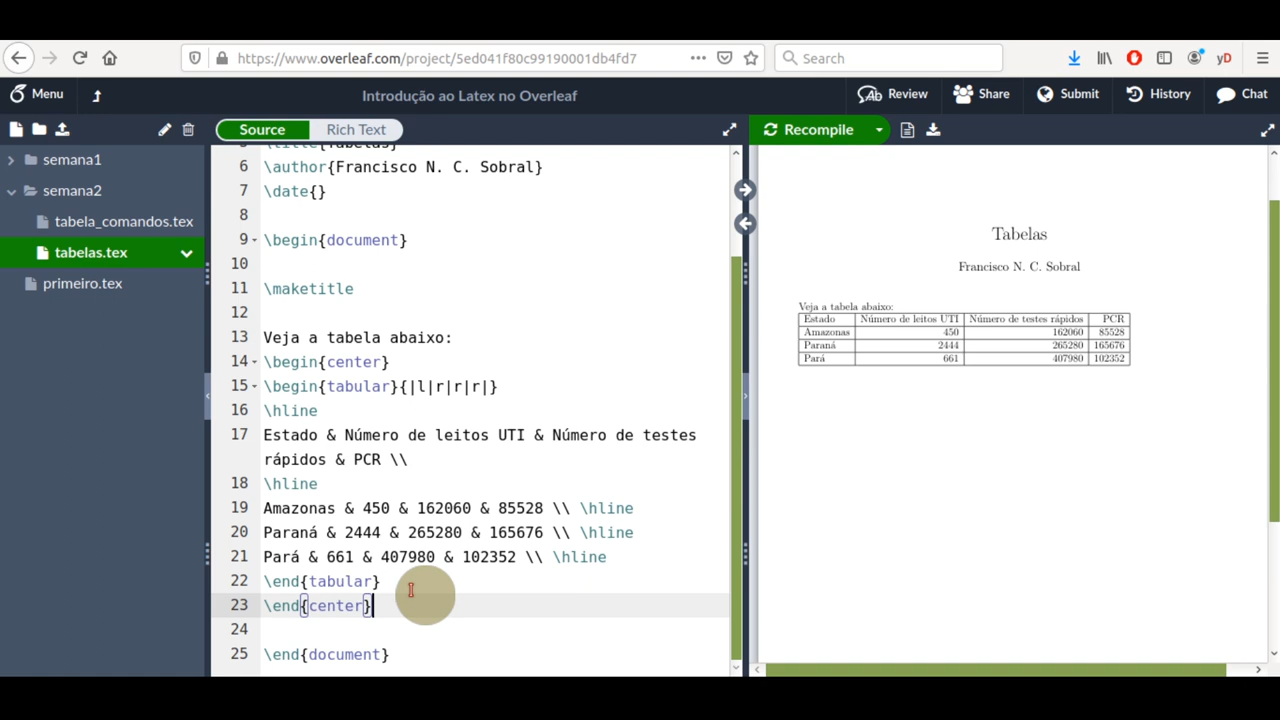 https://www.overleaf.com/project/5ed041f80c99190001db4fd7
Search
yD
Menu
Introdução ao Latex no Overleaf
Review
Share
Submit
History
Chat
Source
Rich Text
Recompile
semana1
semana2
tabela_comandos.tex
tabelas.tex
primeiro.tex
5 \title{Tabelas}
6 \author{Francisco N. C. Sobral}
7 \date{}
8
9 \begin{document}
10
11 \maketitle
12
13 Veja a tabela abaixo:
14 \begin{center}
15 \begin{tabular}{|l|r|r|r|}
16 \hline
17 Estado & Número de leitos UTI & Número de testes
rápidos & PCR \\
18 \hline
19 Amazonas & 450 & 162060 & 85528 \\ \hline
20 Paraná & 2444 & 265280 & 165676 \\ \hline
21 Pará & 661 & 407980 & 102352 \\ \hline
22 \end{tabular}
23 \end{center}
24
25 \end{document}
Tabelas
Francisco N. C. Sobral
Veja a tabela abaixo:
Estado Número de leitos UTI Número de testes rápidos PCR
Amazonas 450 162060 85528
Paraná 2444 265280 165676
Pará 661 407980 102352